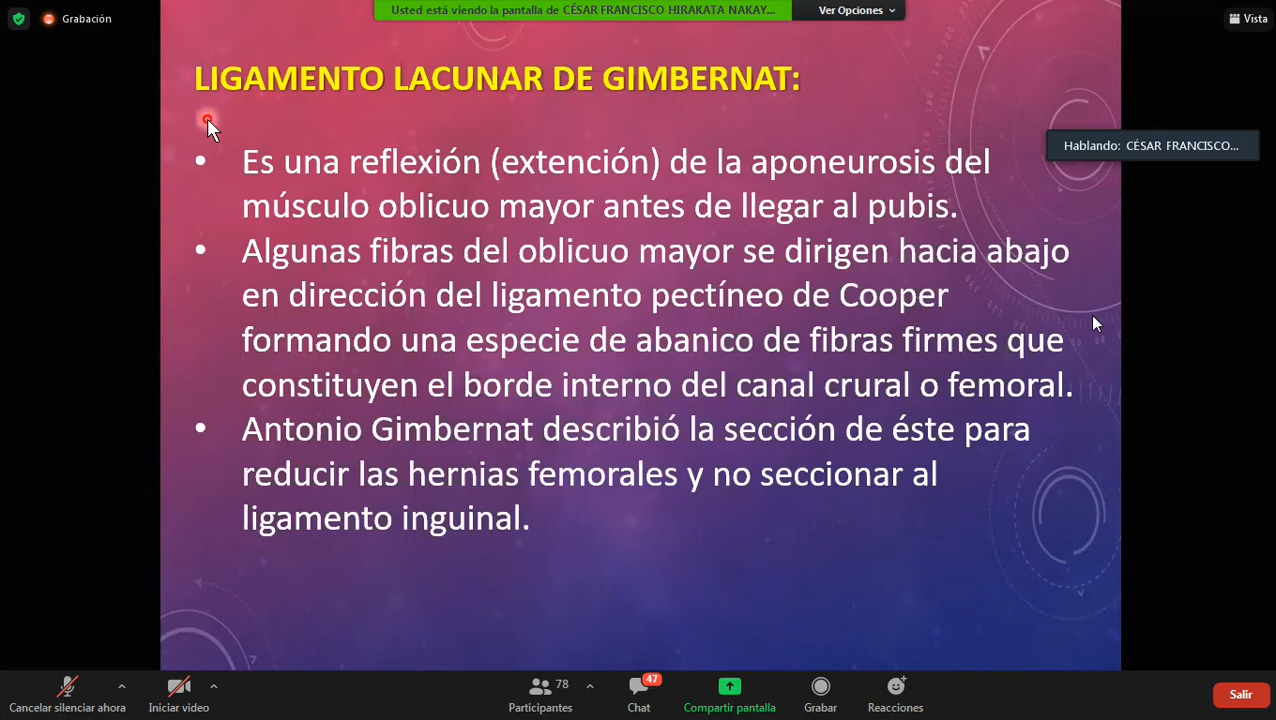 Usted está viendo la pantalla de CÉSAR FRANCISCO HIRAKATA NAKAY...
Ver Opciones
Grabación
Vista
LIGAMENTO LACUNAR DE GIMBERNAT:
Hablando: CÉSAR FRANCISCO...
• Es una reflexión (extención) de la aponeurosis del
músculo oblicuo mayor antes de llegar al pubis.
• Algunas fibras del oblicuo mayor se dirigen hacia abajo
en dirección del ligamento pectíneo de Cooper
formando una especie de abanico de fibras firmes que
constituyen el borde interno del canal crural o femoral.
• Antonio Gimbernat describió la sección de éste para
reducir las hernias femorales y no seccionar al
ligamento inguinal.
Cancelar silenciar ahora
Iniciar video
78
Participantes
47
Chat
Compartir pantalla
Grabar
Reacciones
Salir